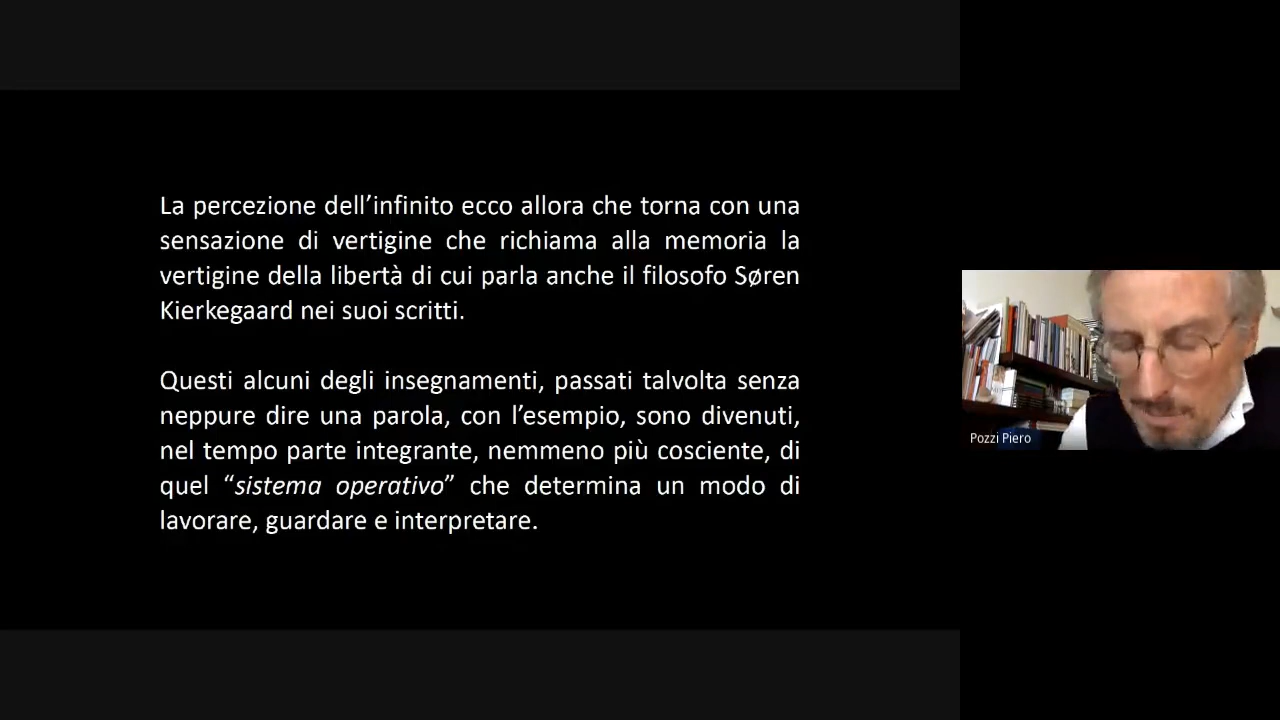 La percezione dell’infinito ecco allora che torna con una
sensazione di vertigine che richiama alla memoria la
vertigine della libertà di cui parla anche il filosofo Søren
Kierkegaard nei suoi scritti.
Questi alcuni degli insegnamenti, passati talvolta senza
neppure dire una parola, con l’esempio, sono divenuti,
nel tempo parte integrante, nemmeno più cosciente, di
quel “sistema operativo” che determina un modo di
lavorare, guardare e interpretare.
Pozzi Piero